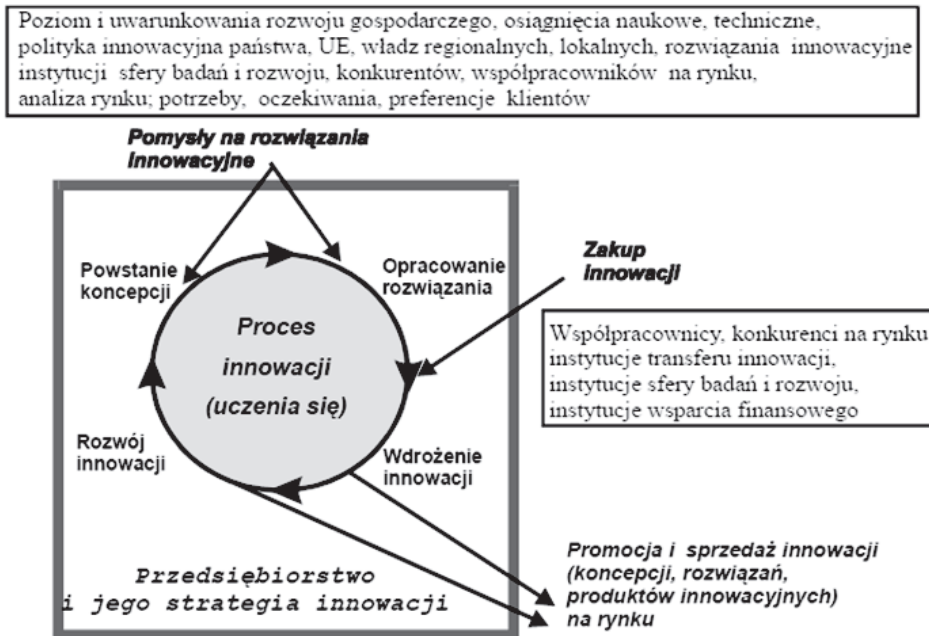 Poziom i uwarunkowania rozwoju gospodarczego, osiągnięcia naukowe, techniczne,
polityka innowacyjna państwa, UE, władz regionalnych, lokalnych, rozwiązania innowacyjne
instytucji sfery badań i rozwoju, konkurentów, współpracowników na rynku,
analiza rynku; potrzeby, oczekiwania, preferencje klientów
Pomysły na rozwiązania
innowacyjne
Powstanie
koncepcji
Opracowanie
rozwiązania
Zakup
innowacji
Proces
innowacji
(uczenia się)
Współpracownicy, konkurenci na rynku
instytucje transferu innowacji,
instytucje sfery badań i rozwoju,
instytucje wsparcia finansowego
Rozwój
innowacji
Wdrożenie
innowacji
Przedsiębiorstwo
i jego strategia innowacji
Promocja i sprzedaż innowacji
(koncepcji, rozwiązań,
produktów innowacyjnych)
na rynku